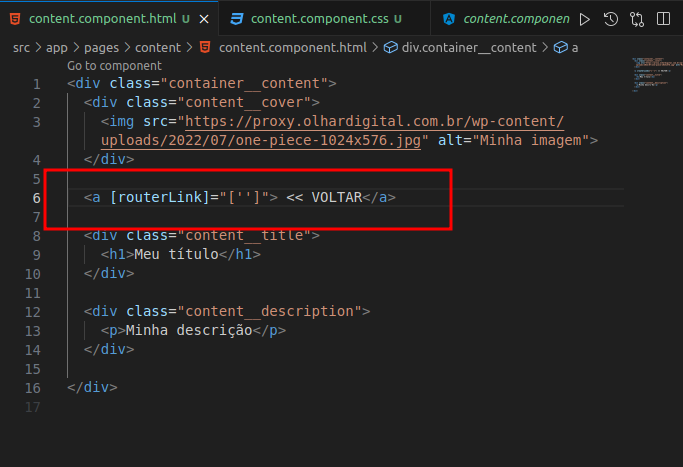 content.component.html U
content.component.css U
content.componen
src > app > pages > content > content.component.html > div.container__content > a
Go to component
1 <div class="container__content">
2 <div class="content__cover">
3 <img src="https://proxy.olhardigital.com.br/wp-content/
uploads/2022/07/one-piece-1024x576.jpg" alt="Minha imagem">
4 </div>
5
6 <a [routerLink]="['']"> << VOLTAR</a>
7
8 <div class="content__title">
9 <h1>Meu título</h1>
10 </div>
11
12 <div class="content__description">
13 <p>Minha descrição</p>
14 </div>
15
16 </div>
17